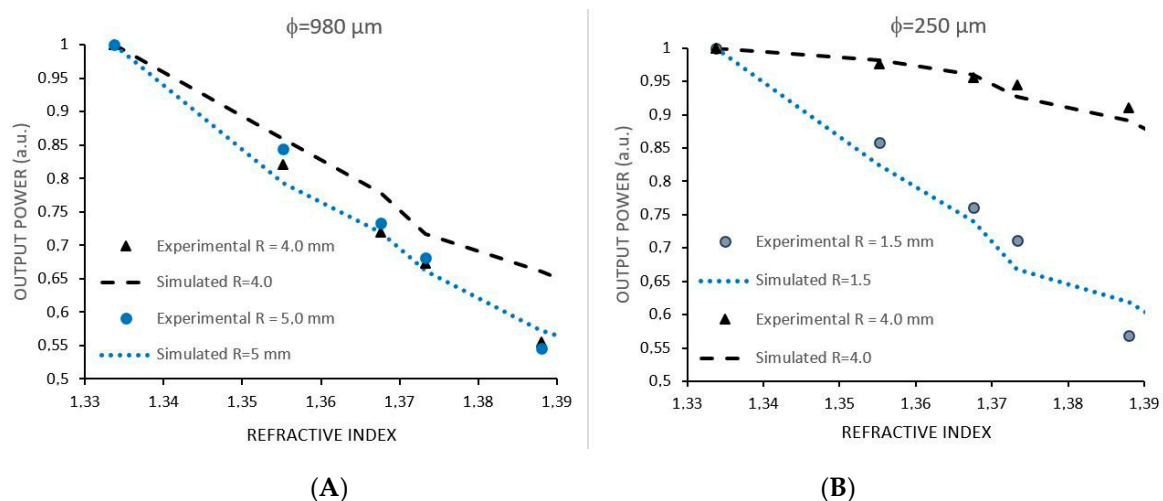 ϕ=980 µm
OUTPUT POWER (a.u.)
1
0.95
0.9
0.85
0,8
0.75
0.7
0.65
0.6
0.55
0,5
1,33
1,34
1,35
1,36
1,37
1,38
1,39
REFRACTIVE INDEX
Experimental R = 4.0 mm
Simulated R=4.0
Experimental R = 5,0 mm
Simulated R=5 mm
(A)
ϕ=250 µm
OUTPUT POWER (a.u.)
1
0.95
0.9
0.85
0.8
0.75
0.7
0.65
0.6
0.55
0,5
1,33
1,34
1,35
1,36
1,37
1,38
1,39
REFRACTIVE INDEX
Experimental R = 1.5 mm
Simulated R=1.5
Experimental R = 4.0 mm
Simulated R=4.0
(B)